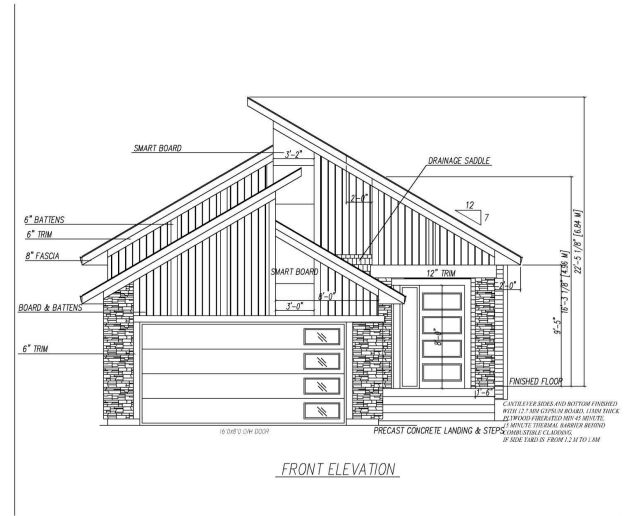 SMART BOARD
3'-2"
DRAINAGE SADDLE
2'-0"
12
7
6" BATTENS
6" TRIM
8" FASCIA
SMART BOARD
12" TRIM
BOARD & BATTENS
3'-0"
8'-0"
2'-0"
8'-0"
9'-5"
16'-3 1/8" [4.96 M]
22'-5 1/8" [6.84 M]
6" TRIM
FINISHED FLOOR
1'-6"
16'0x8'0 O/H DOOR
PRECAST CONCRETE LANDING & STEPS
CANTILEVER SIDES AND BOTTOM FINISHED
WITH 12.7 MM GYPSUM BOARD, 11MM THICK
PLYWOOD FIRERATED MIN 45 MINUTE,
15 MINUTE THERMAL BARRIER BEHIND
COMBUSTIBLE CLADDING,
IF SIDE YARD IS FROM 1.2 M TO 1.8M
FRONT ELEVATION